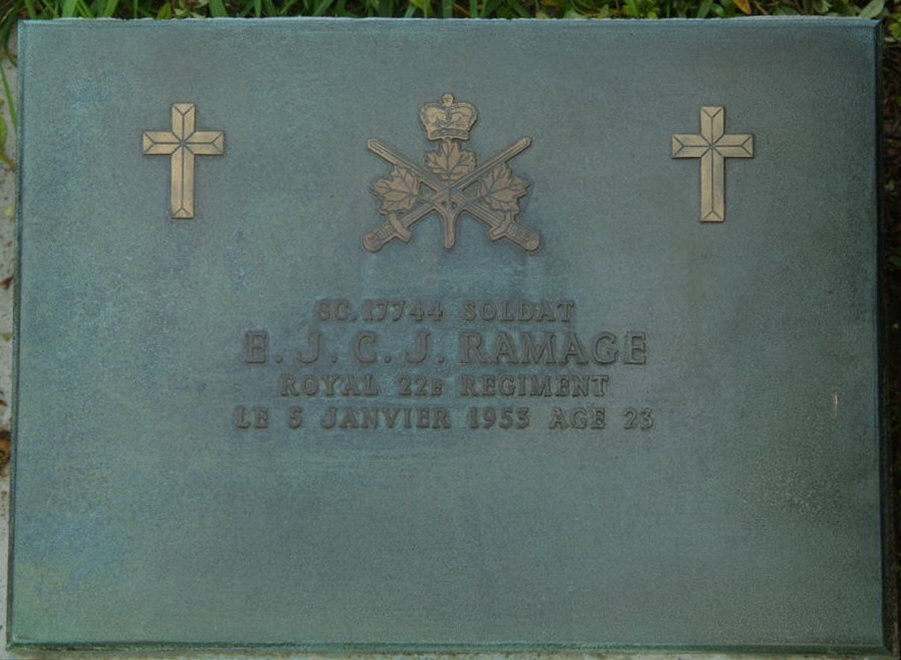 SC.17744 SOLDAT
E. J. C. J. RAMAGE
ROYAL 22E REGIMENT
LE 5 JANVIER 1953 AGE 23